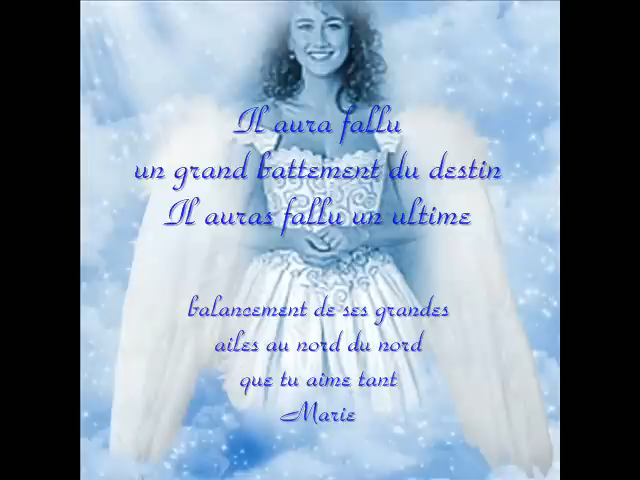 Il aura fallu
un grand battement du destin
Il auras fallu un ultime
balancement de ses grandes
ailes au nord du nord
que tu aime tant
Marie